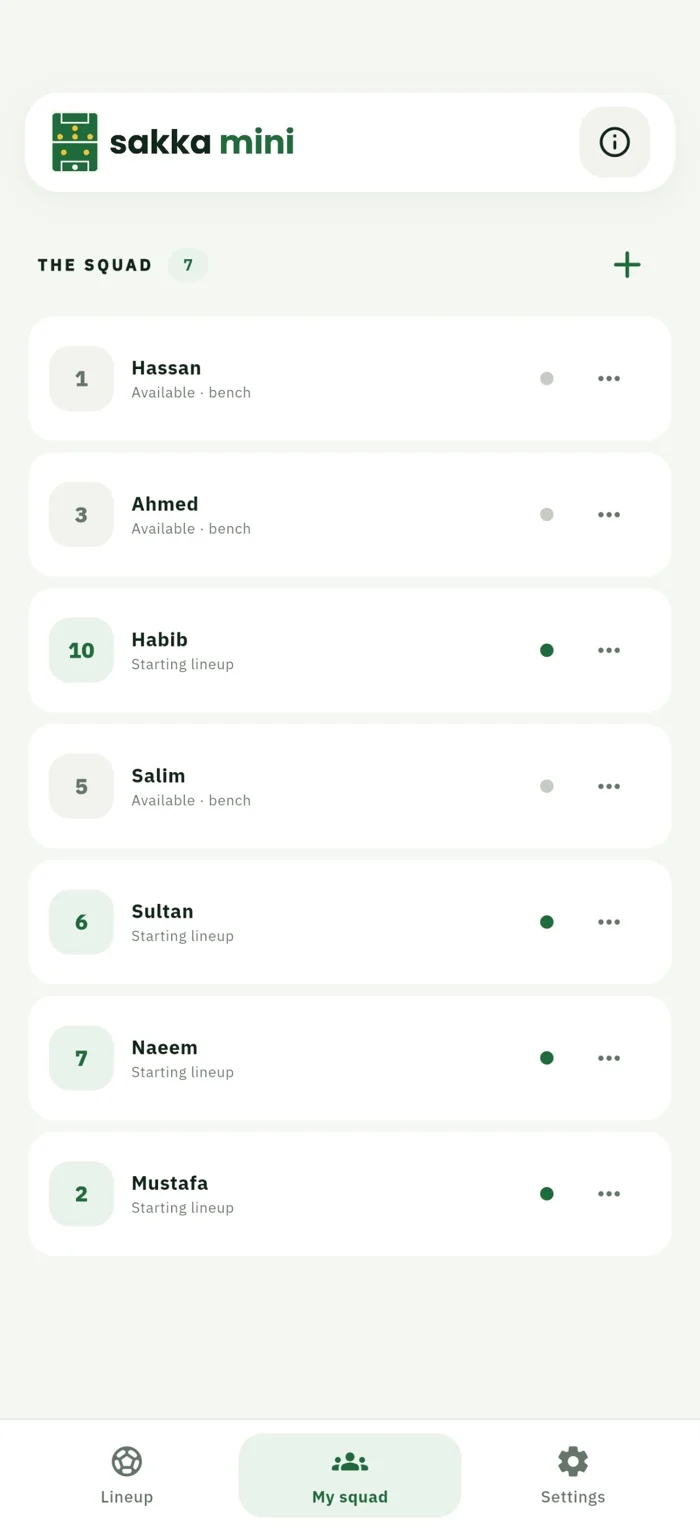 sakka mini
THE SQUAD 7
1
Hassan
Available · bench
3
Ahmed
Available · bench
10
Habib
Starting lineup
5
Salim
Available · bench
6
Sultan
Starting lineup
7
Naeem
Starting lineup
2
Mustafa
Starting lineup
Lineup My squad Settings